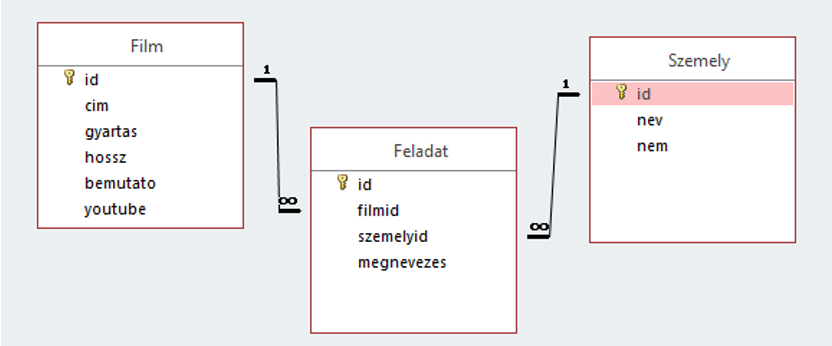 Film
id
cim
gyartas
hossz
bemutato
youtube
1
∞
Feladat
id
filmid
szemelyid
megnevezes
1
∞
Szemely
id
nev
nem